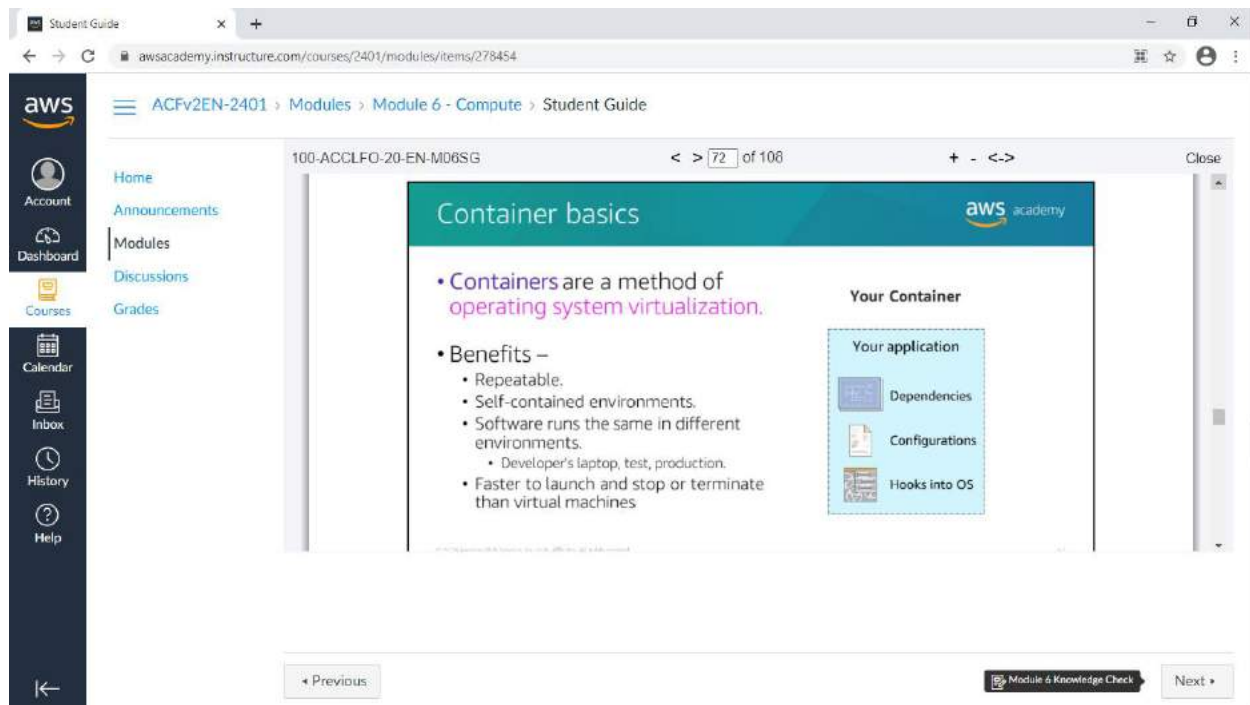 Student Guide
awsacademy.instructure.com/courses/2401/modules/items/278454
aws
ACFv2EN-2401 › Modules › Module 6 - Compute › Student Guide
Account
Dashboard
Courses
Calendar
Inbox
History
Help
Home
Announcements
Modules
Discussions
Grades
100-ACCLFO-20-EN-M06SG
< > 72 of 108
+ - <->
Close
Container basics
aws academy
• Containers are a method of
operating system virtualization.
• Benefits –
• Repeatable.
• Self-contained environments.
• Software runs the same in different
environments.
• Developer's laptop, test, production.
• Faster to launch and stop or terminate
than virtual machines
Your Container
Your application
Dependencies
Configurations
Hooks into OS
◂ Previous
Module 6 Knowledge Check
Next ▸